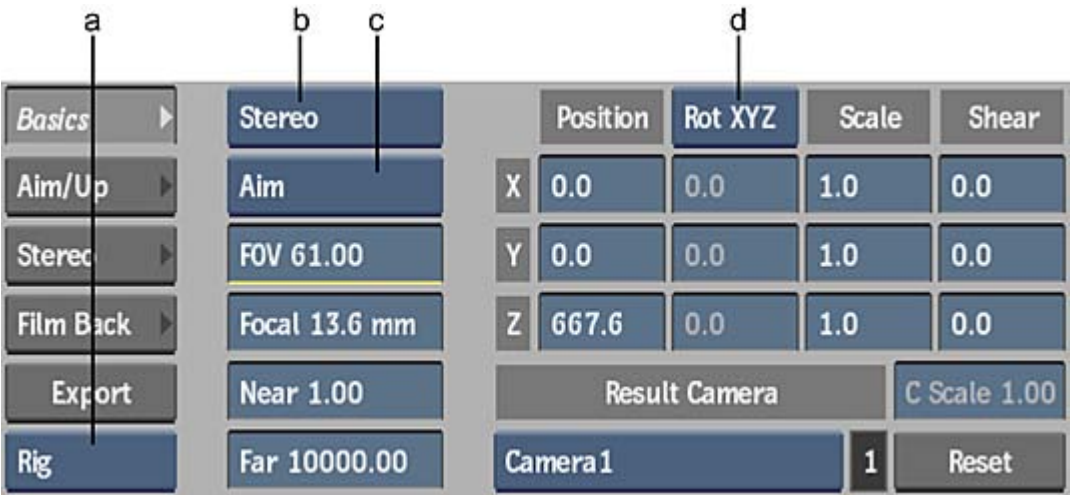 a b c d
Basics Stereo Position Rot XYZ Scale Shear
Aim/Up Aim X 0.0 0.0 1.0 0.0
Stereo FOV 61.00 Y 0.0 0.0 1.0 0.0
Film Back Focal 13.6 mm Z 667.6 0.0 1.0 0.0
Export Near 1.00 Result Camera C Scale 1.00
Rig Far 10000.00 Camera1 1 Reset